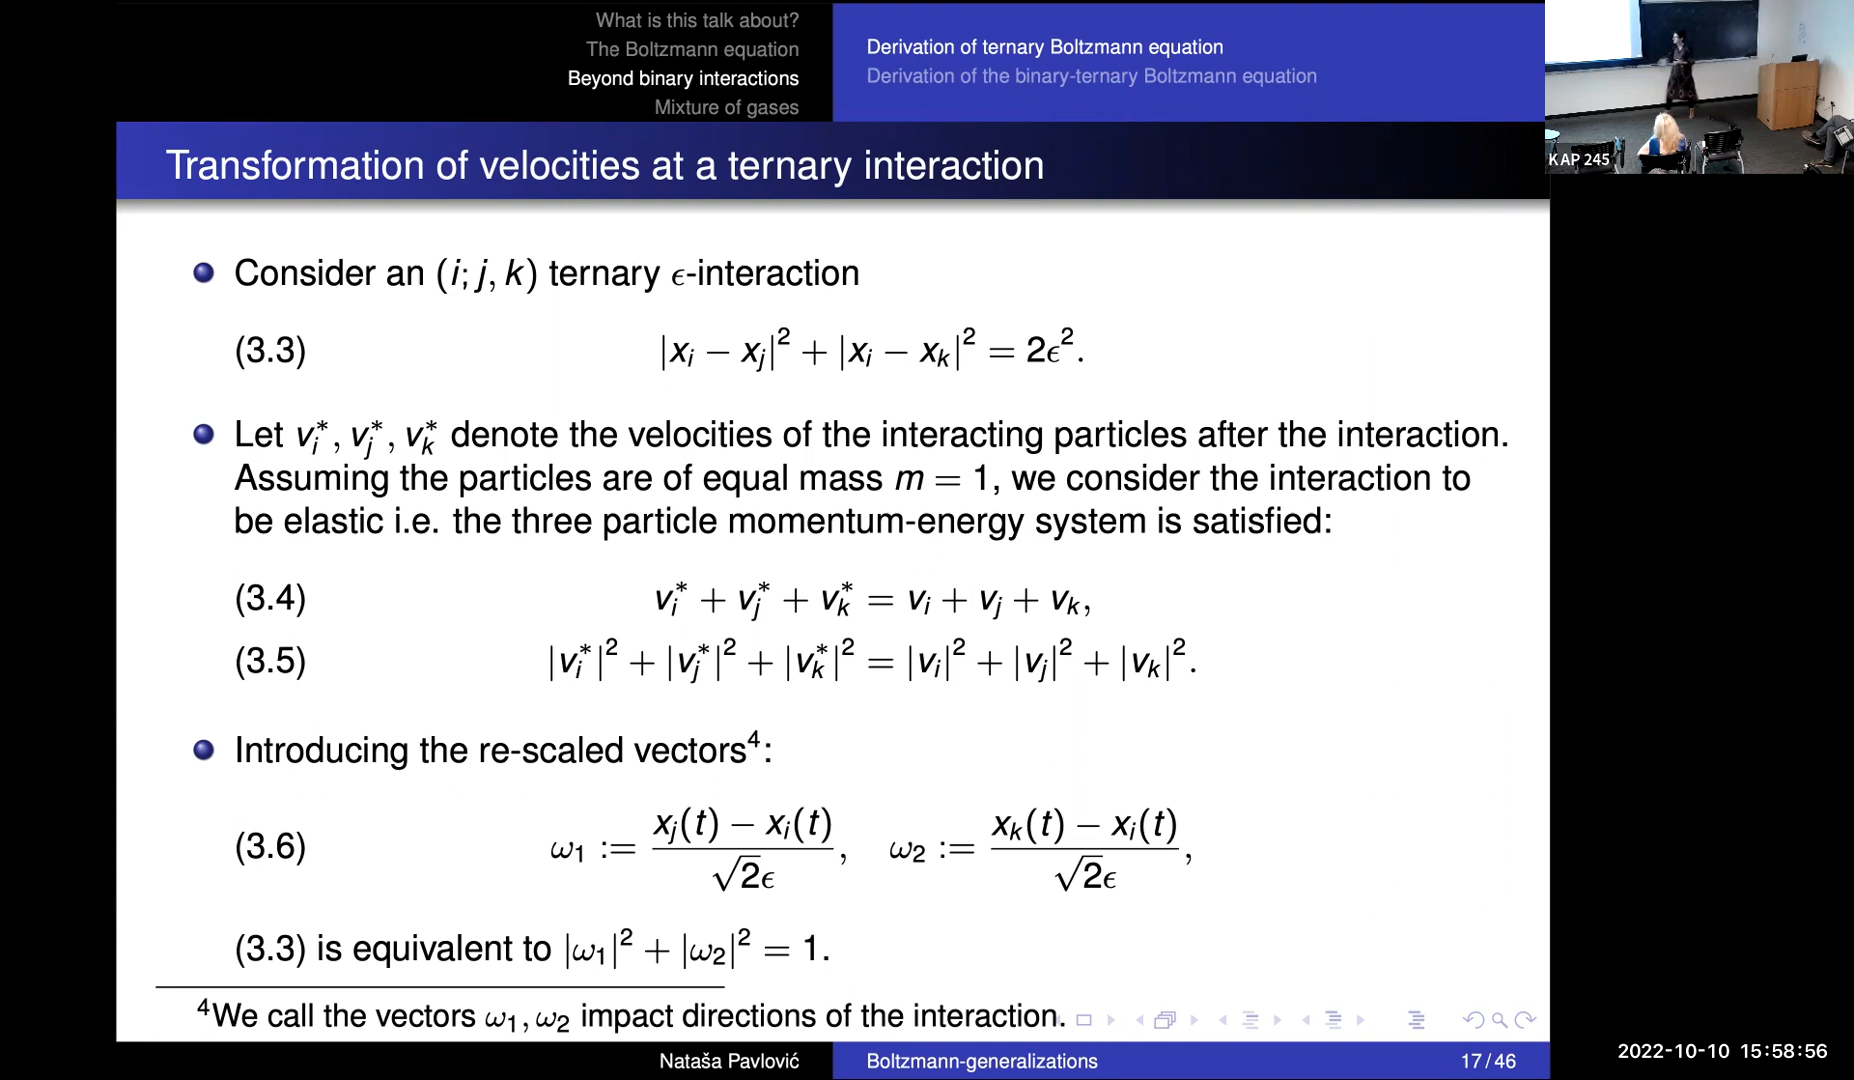 What is this talk about?
The Boltzmann equation
Beyond binary interactions
Mixture of gases
Derivation of ternary Boltzmann equation
Derivation of the binary-ternary Boltzmann equation
KAP 245
Transformation of velocities at a ternary interaction
Consider an (i; j, k) ternary ϵ-interaction
(3.3) |x_i − x_j|² + |x_i − x_k|² = 2ϵ².
Let v_i^*, v_j^*, v_k^* denote the velocities of the interacting particles after the interaction.
Assuming the particles are of equal mass m = 1, we consider the interaction to
be elastic i.e. the three particle momentum-energy system is satisfied:
(3.4) v_i^* + v_j^* + v_k^* = v_i + v_j + v_k,
(3.5) |v_i^*|² + |v_j^*|² + |v_k^*|² = |v_i|² + |v_j|² + |v_k|².
Introducing the re-scaled vectors⁴:
(3.6) ω₁ := (x_j(t) − x_i(t))/(√2ϵ), ω₂ := (x_k(t) − x_i(t))/(√2ϵ),
(3.3) is equivalent to |ω₁|² + |ω₂|² = 1.
⁴We call the vectors ω₁, ω₂ impact directions of the interaction.
Nataša Pavlović
Boltzmann-generalizations
17 / 46
2022-10-10 15:58:56